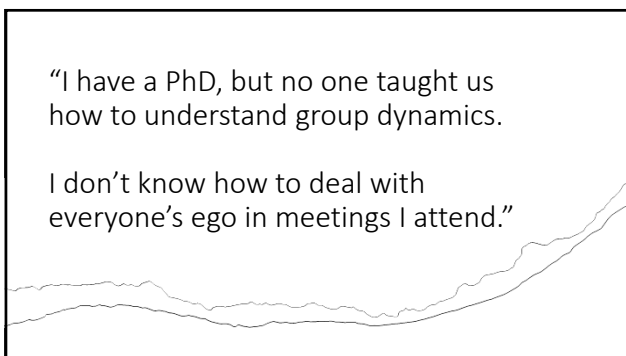 “I have a PhD, but no one taught us
how to understand group dynamics.
I don’t know how to deal with
everyone’s ego in meetings I attend.”